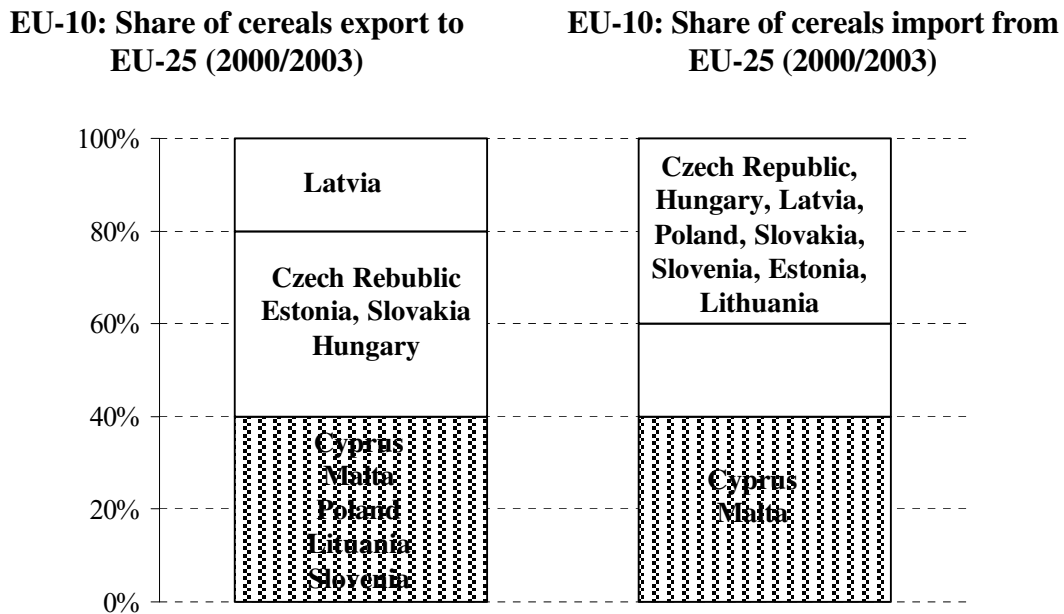 EU-10: Share of cereals export to
EU-25 (2000/2003)
EU-10: Share of cereals import from
EU-25 (2000/2003)
100%
80%
60%
40%
20%
0%
Latvia
Czech Rebublic
Estonia, Slovakia
Hungary
Cyprus
Malta
Poland
Lituania
Slovenia
Czech Republic,
Hungary, Latvia,
Poland, Slovakia,
Slovenia, Estonia,
Lithuania
Cyprus
Malta